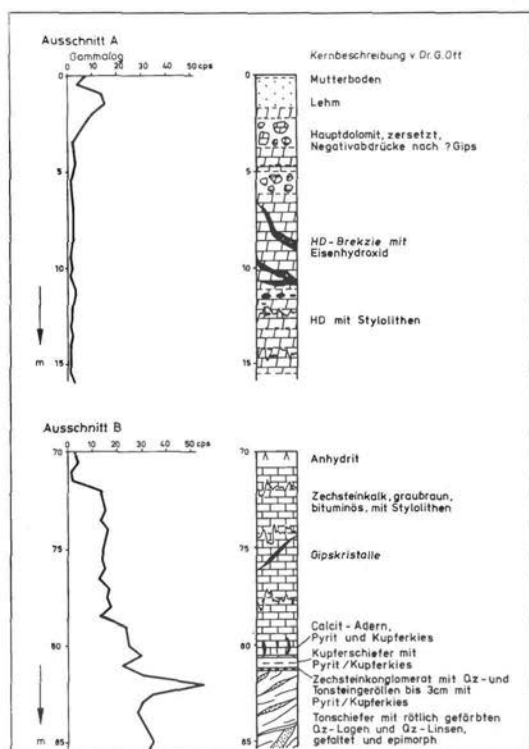 Ausschnitt A
Gammalog
0 10 20 30 40 50 cps
Kernbeschreibung v. Dr. G. Ott
0
5
10
15
m
0
5
10
15
Mutterboden
Lehm
Hauptdolomit, zersetzt,
Negativabdrücke nach ? Gips
HD-Brekzie mit
Eisenhydroxid
HD mit Stylolithen
m
Ausschnitt B
0 10 20 30 40 50 cps
70
75
80
85
m
70
75
80
85
Anhydrit
Zechsteinkalk, graubraun,
bituminös, mit Stylolithen
Gipskristalle
Calcit-Adern,
Pyrit und Kupferkies
Kupferschiefer mit
Pyrit/Kupferkies
Zechsteinkonglomerat mit Qz- und
Tonsteingeröllen bis 3cm mit
Pyrit/Kupferkies
Tonschiefer mit rötlich gefärbten
Qz-Lagen und Qz-Linsen,
gefaltet und epimorph
m